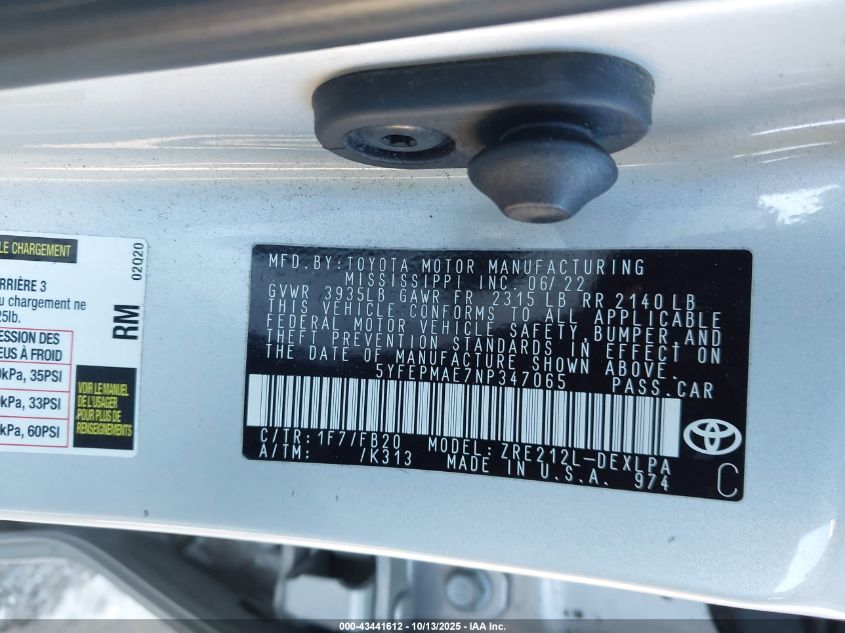 LE CHARGEMENT
02020
RRIÈRE 3
u chargement ne
25lb.
RM
ESSION DES
EUS À FROID
kPa, 35PSI
kPa, 33PSI
kPa, 60PSI
VOIR LE MANUEL
DE L'USAGER
POUR PLUS DE
RENSEIGNEMENTS
MFD.BY:TOYOTA MOTOR MANUFACTURING
MISSISSIPPI INC. 06/22
GVWR 3935LB GAWR FR 2315 LB RR 2140 LB
THIS VEHICLE CONFORMS TO ALL APPLICABLE
FEDERAL MOTOR VEHICLE SAFETY, BUMPER, AND
THEFT PREVENTION STANDARDS IN EFFECT ON
THE DATE OF MANUFACTURE SHOWN ABOVE.
5YFEPMAE7NP347065 PASS.CAR
C/TR:1F7/FB20 MODEL:ZRE212L-DEXLPA
A/TM: /K313 MADE IN U.S.A. 974
C
000-43441612 - 10/13/2025 - IAA Inc.